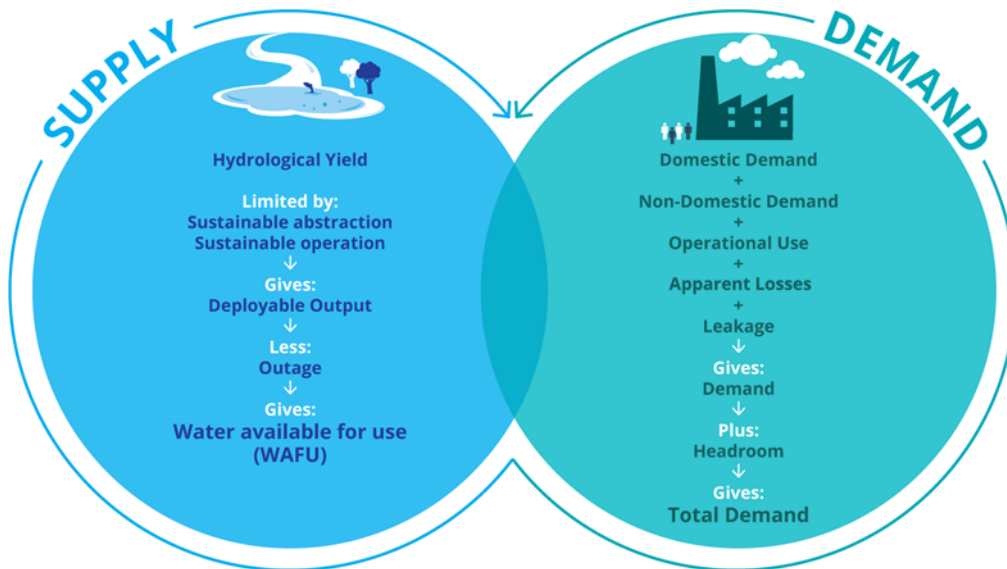 SUPPLY
Hydrological Yield
Limited by:
Sustainable abstraction
Sustainable operation
↓
Gives:
Deployable Output
↓
Less:
Outage
↓
Gives:
Water available for use
(WAFU)
DEMAND
Domestic Demand
+
Non-Domestic Demand
+
Operational Use
+
Apparent Losses
+
Leakage
↓
Gives:
Demand
↓
Plus:
Headroom
↓
Gives:
Total Demand